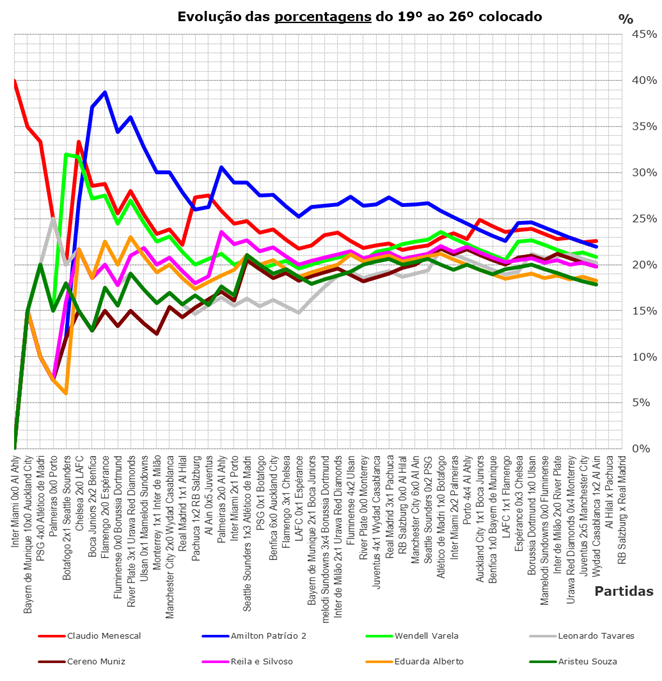 Evolução das porcentagens do 19º ao 26º colocado
%
45%
40%
35%
30%
25%
20%
15%
10%
5%
0%
Inter Miami 0x0 Al Ahly
Bayern de Munique 10x0 Auckland City
PSG 4x0 Atlético de Madri
Palmeiras 0x0 Porto
Botafogo 2x1 Seattle Sounders
Chelsea 2x0 LAFC
Boca Juniors 2x2 Benfica
Flamengo 2x0 Espérance
Fluminense 0x0 Borussia Dortmund
River Plate 3x1 Urawa Red Diamonds
Ulsan 0x1 Mamelodi Sundowns
Monterrey 1x1 Inter de Milão
Manchester City 2x0 Wydad Casablanca
Real Madrid 1x1 Al Hilal
Pachuca 1x2 RB Salzburg
Al Ain 0x5 Juventus
Palmeiras 2x0 Al Ahly
Inter Miami 2x1 Porto
Seattle Sounders 1x3 Atlético de Madri
PSG 0x1 Botafogo
Benfica 6x0 Auckland City
Flamengo 3x1 Chelsea
LAFC 0x1 Espérance
Bayern de Munique 2x1 Boca Juniors
melodi Sundowns 3x4 Borussia Dortmund
Inter de Milão 2x1 Urawa Red Diamonds
Fluminense 4x2 Ulsan
River Plate 0x0 Monterrey
Juventus 4x1 Wydad Casablanca
Real Madrid 3x1 Pachuca
RB Salzburg 0x0 Al Hilal
Manchester City 6x0 Al Ain
Seattle Sounders 0x2 PSG
Atlético de Madri 1x0 Botafogo
Inter Miami 2x2 Palmeiras
Porto 4x4 Al Ahly
Auckland City 1x1 Boca Juniors
Benfica 1x0 Bayern de Munique
LAFC 1x1 Flamengo
Espérance 0x3 Chelsea
Borussia Dortmund 1x0 Ulsan
Mamelodi Sundowns 0x0 Fluminense
Inter de Milão 2x0 River Plate
Urawa Red Diamonds 0x4 Monterrey
Juventus 2x5 Manchester City
Wydad Casablanca 1x2 Al Ain
Al Hilal x Pachuca
RB Salzburg x Real Madrid
Partidas
Claudio Menescal
Amilton Patrício 2
Wendell Varela
Leonardo Tavares
Cereno Muniz
Reila e Silvoso
Eduarda Alberto
Aristeu Souza